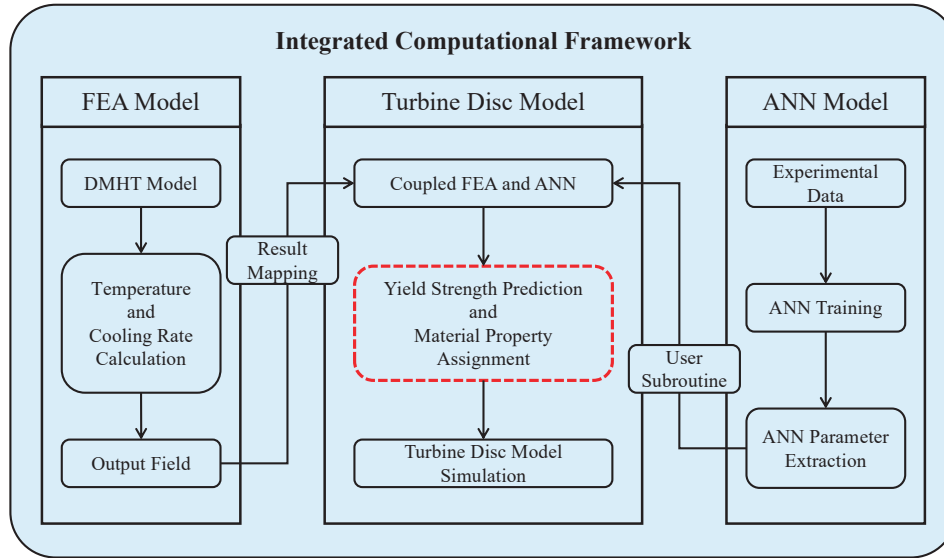 Integrated Computational Framework
FEA Model
DMHT Model
Temperature
and
Cooling Rate
Calculation
Output Field
Result
Mapping
Turbine Disc Model
Coupled FEA and ANN
Yield Strength Prediction
and
Material Property
Assignment
Turbine Disc Model
Simulation
User
Subroutine
ANN Model
Experimental
Data
ANN Training
ANN Parameter
Extraction